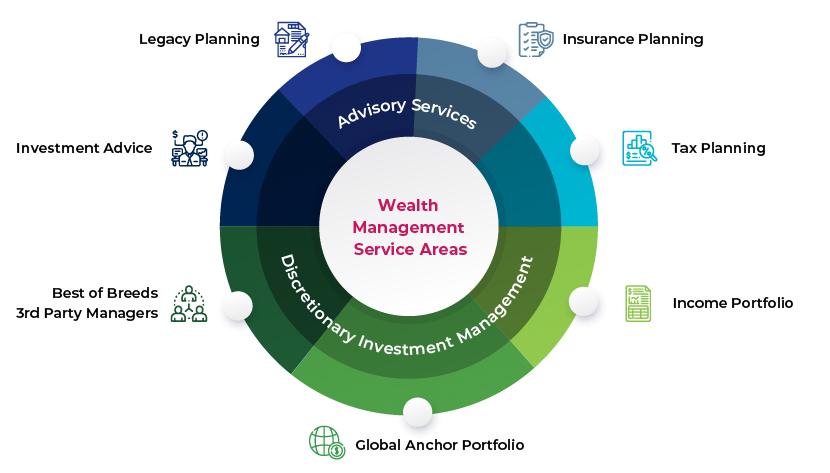 Legacy Planning
Insurance Planning
Advisory Services
Investment Advice
Tax Planning
Wealth
Management
Service Areas
Best of Breeds
3rd Party Managers
Discretionary Investment Management
Income Portfolio
Global Anchor Portfolio